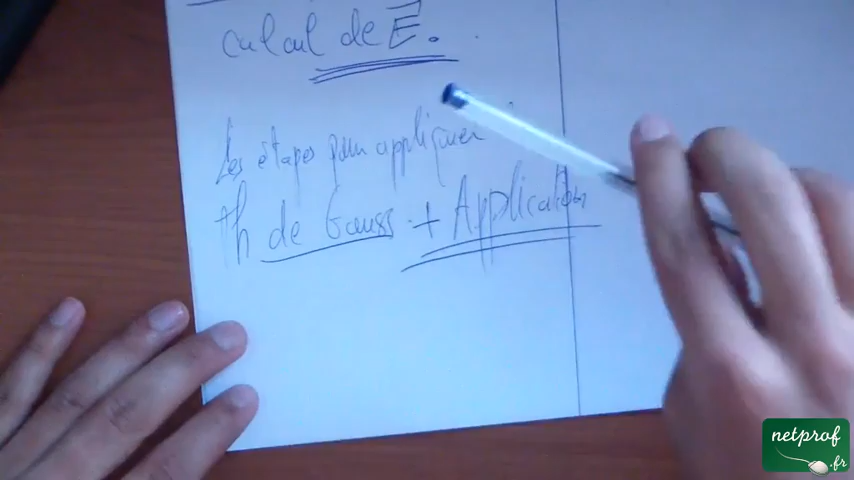 calcul de E.
Les étapes pour appliquer
th de Gauss + Application
netprof
.fr